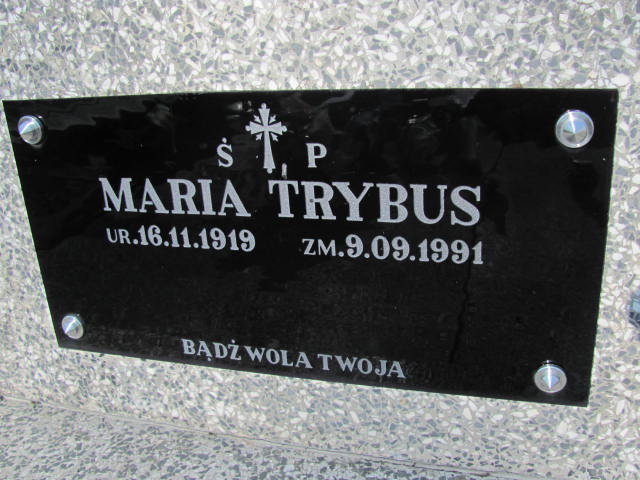 Ś P
MARIA TRYBUS
UR.16.11.1919 ZM.9.09.1991
BĄDŹ WOLA TWOJA